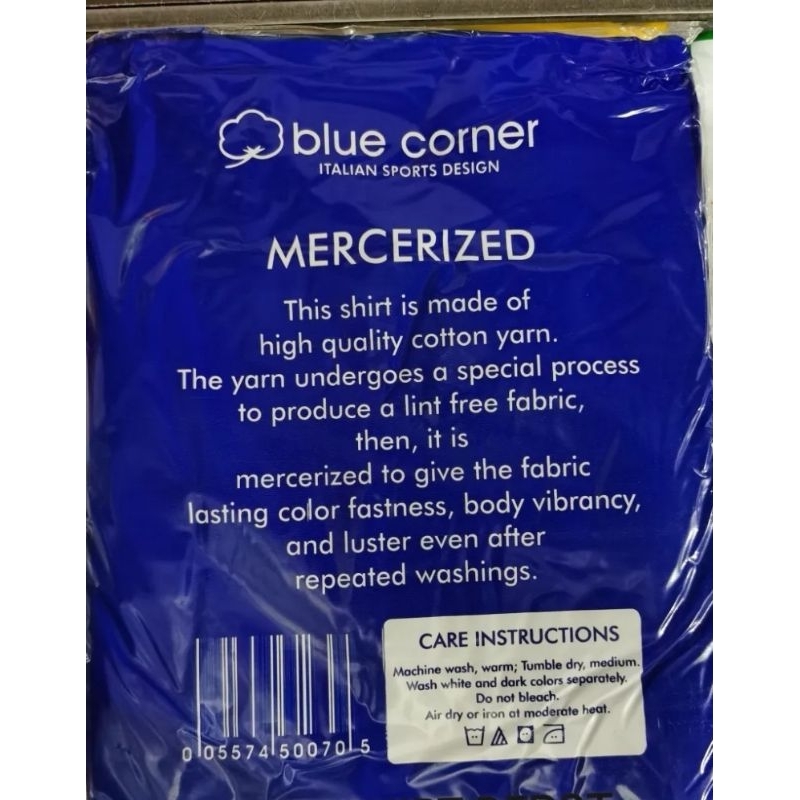 blue corner
ITALIAN SPORTS DESIGN
MERCERIZED
This shirt is made of
high quality cotton yarn.
The yarn undergoes a special process
to produce a lint free fabric,
then, it is
mercerized to give the fabric
lasting color fastness, body vibrancy,
and luster even after
repeated washings.
CARE INSTRUCTIONS
Machine wash, warm; Tumble dry, medium.
Wash white and dark colors separately.
Do not bleach.
Air dry or iron at moderate heat.
0 05574 50070 5